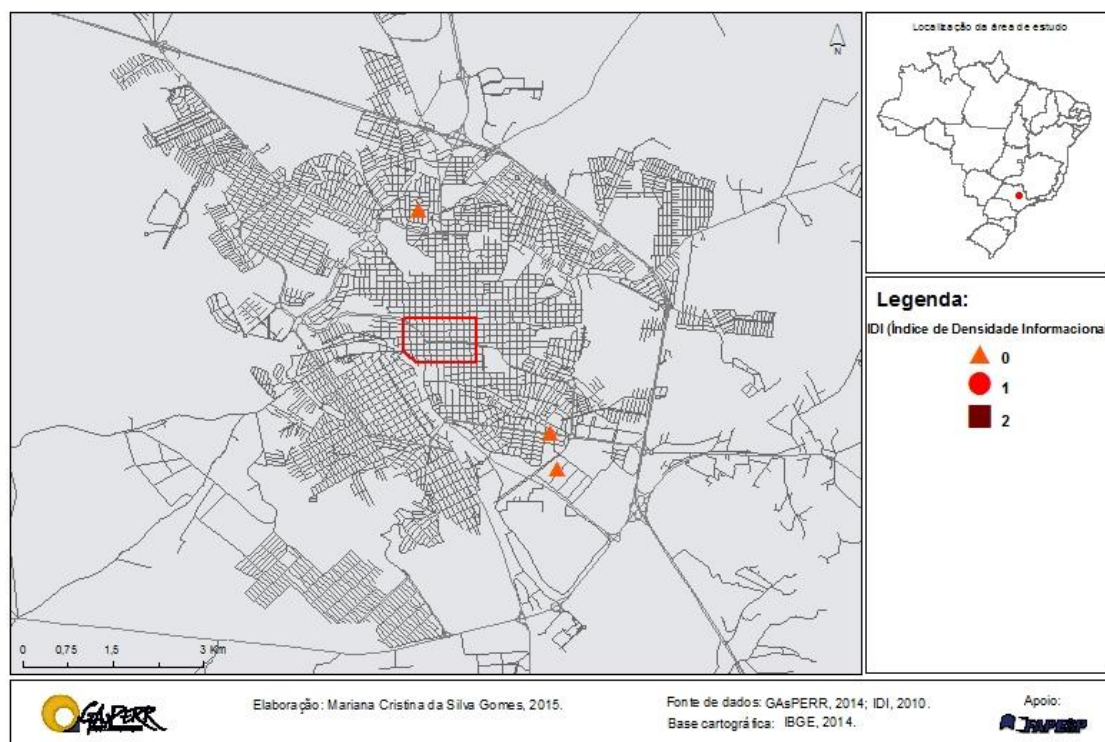 N
0 0,75 1,5 3 Km
Localização da área de estudo
Legenda:
IDI (Índice de Densidade Informacional
0
1
2
GAsPERR
Elaboração: Mariana Cristina da Silva Gomes, 2015.
Fonte de dados: GAsPERR, 2014; IDI, 2010.
Base cartográfica: IBGE, 2014.
Apoio:
FAPESP